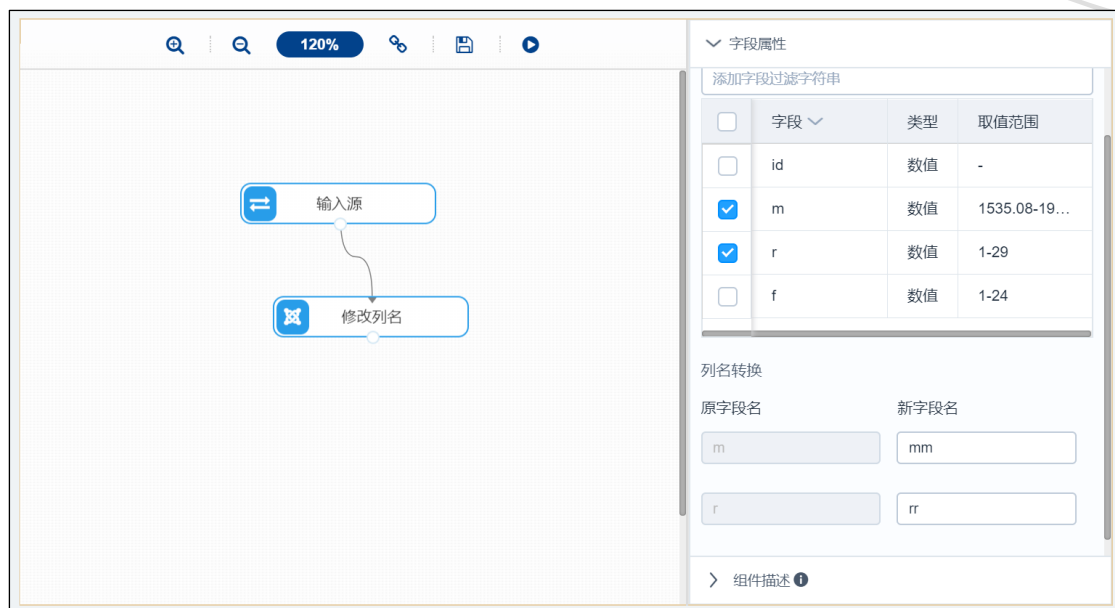 120%
输入源
修改列名
字段属性
添加字段过滤字符串
字段 类型 取值范围
id 数值 -
m 数值 1535.08-19...
r 数值 1-29
f 数值 1-24
列名转换
原字段名 新字段名
m mm
r rr
组件描述